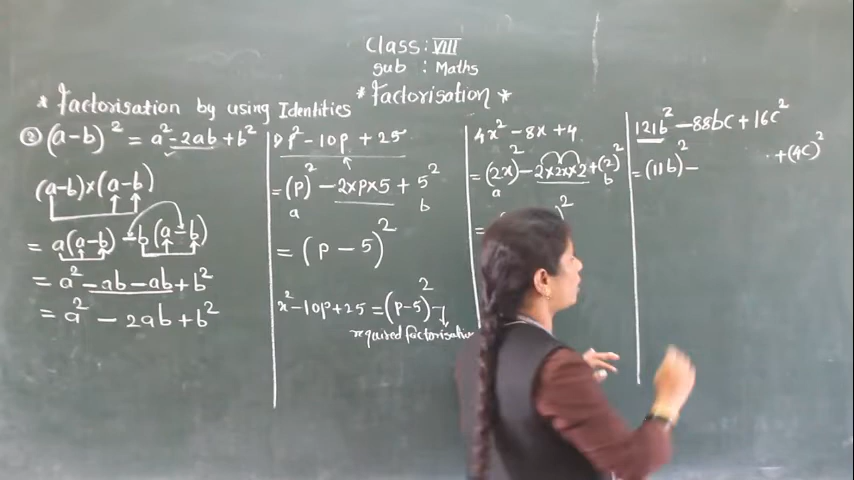 Class: VIII
Sub : Maths
* Factorisation *
* Factorisation by using Identities
② (a-b)² = a² - 2ab + b²
(a-b)×(a-b)
= a(a-b) - b(a-b)
= a² - ab - ab + b²
= a² - 2ab + b²
p² - 10p + 25
= (p)² - 2×p×5 + 5²
a b
= (p - 5)²
x² - 10p + 25 = (p-5)²
required factorisation
4x² - 8x + 4
= (2x)² - 2×2x×2 + (2)²
a b
=
121b² - 88bc + 16c²
= (11b)² - + (4c)²